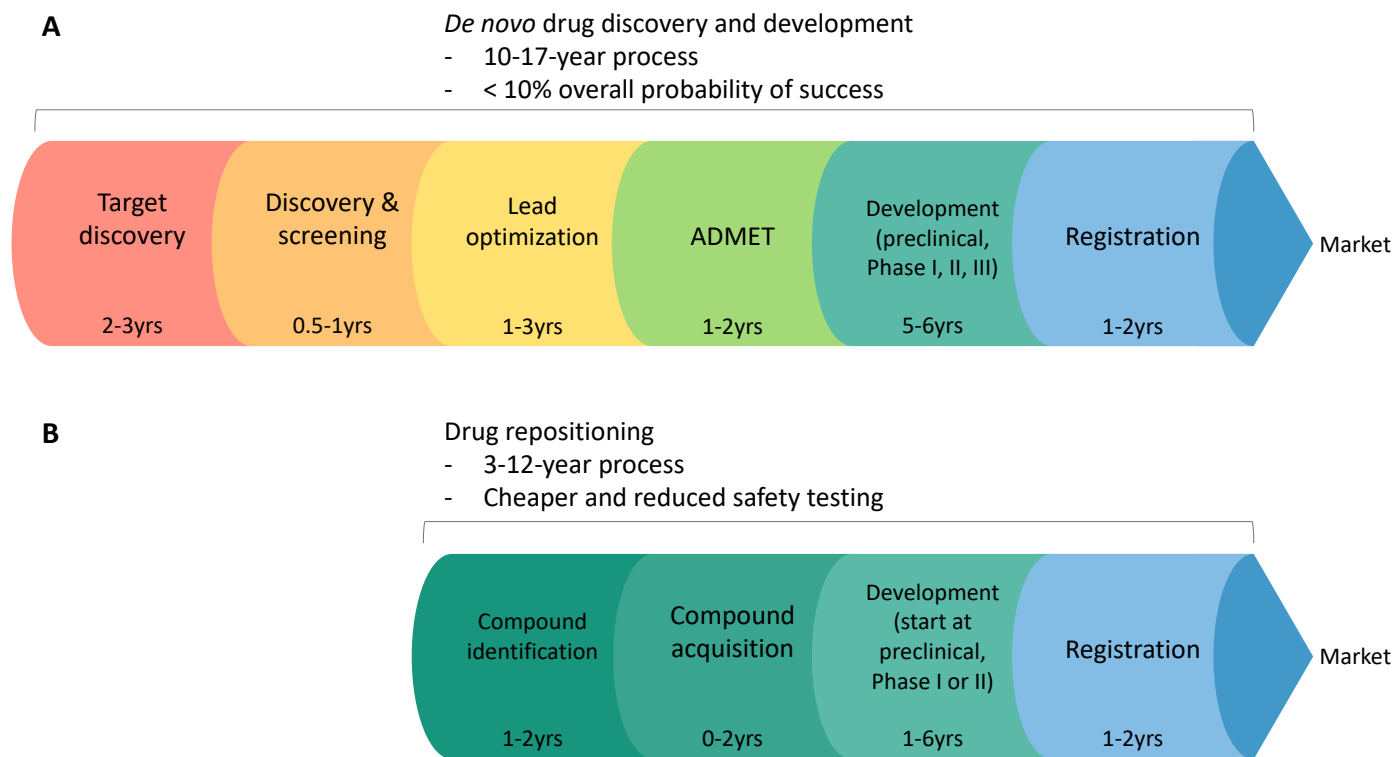 A
De novo drug discovery and development
- 10-17-year process
- < 10% overall probability of success
Target
discovery
2-3yrs
Discovery &
screening
0.5-1yrs
Lead
optimization
1-3yrs
ADMET
1-2yrs
Development
(preclinical,
Phase I, II, III)
5-6yrs
Registration
1-2yrs
Market
B
Drug repositioning
- 3-12-year process
- Cheaper and reduced safety testing
Compound
identification
1-2yrs
Compound
acquisition
0-2yrs
Development
(start at
preclinical,
Phase I or II)
1-6yrs
Registration
1-2yrs
Market